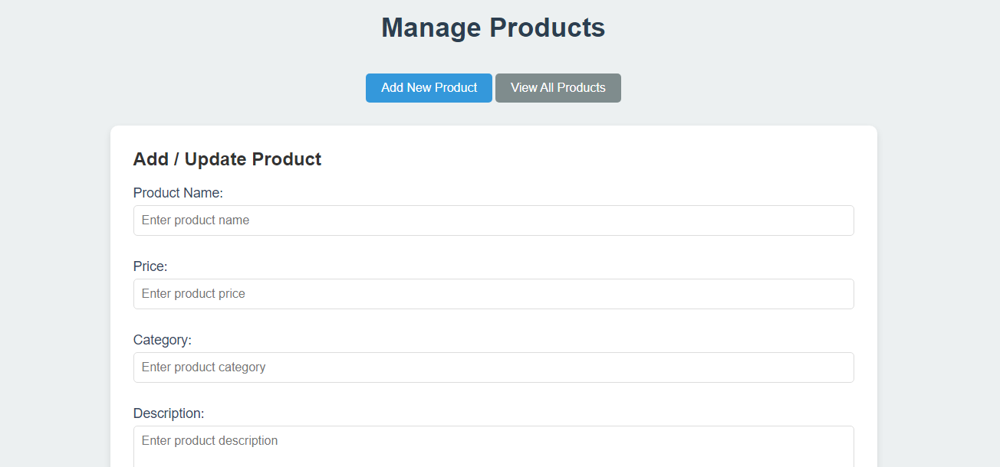 Manage Products
Add New Product View All Products
Add / Update Product
Product Name:
Enter product name
Price:
Enter product price
Category:
Enter product category
Description:
Enter product description